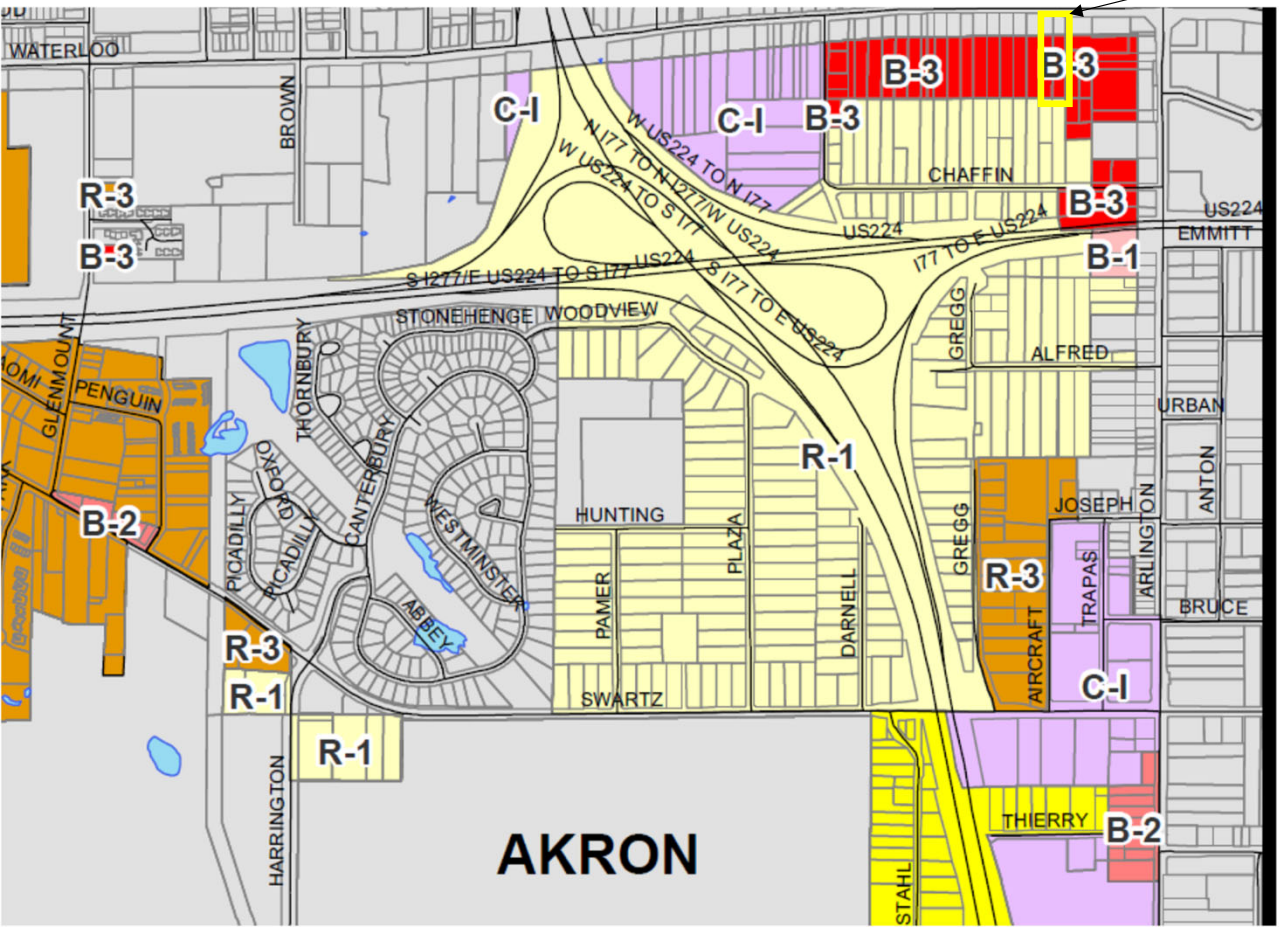 WATERLOO
BROWN
C-I
C-I
B-3
B-3
B-3
W US224 TO N I77
N I77 TO N I277/W US224
W US224 TO S I77
CHAFFIN
R-3
B-3
B-3
US224
US224
EMMITT
B-1
I77 TO E US224
US224
S I277/E US224 TO S I77
S I77 TO E US224
STONEHENGE
WOODVIEW
GREGG
ALFRED
GLENMOUNT
THORNBURY
PENGUIN
URBAN
OXFORD
CANTERBURY
R-1
ANTON
B-2
PICADILLY
PICADILLY
WESTMINSTER
HUNTING
PLAZA
GREGG
JOSEPH
ARLINGTON
R-3
TRAPAS
PAMER
DARNELL
ABBEY
BRUCE
R-3
AIRCRAFT
R-1
SWARTZ
C-I
R-1
HARRINGTON
AKRON
THIERRY
B-2
STAHL